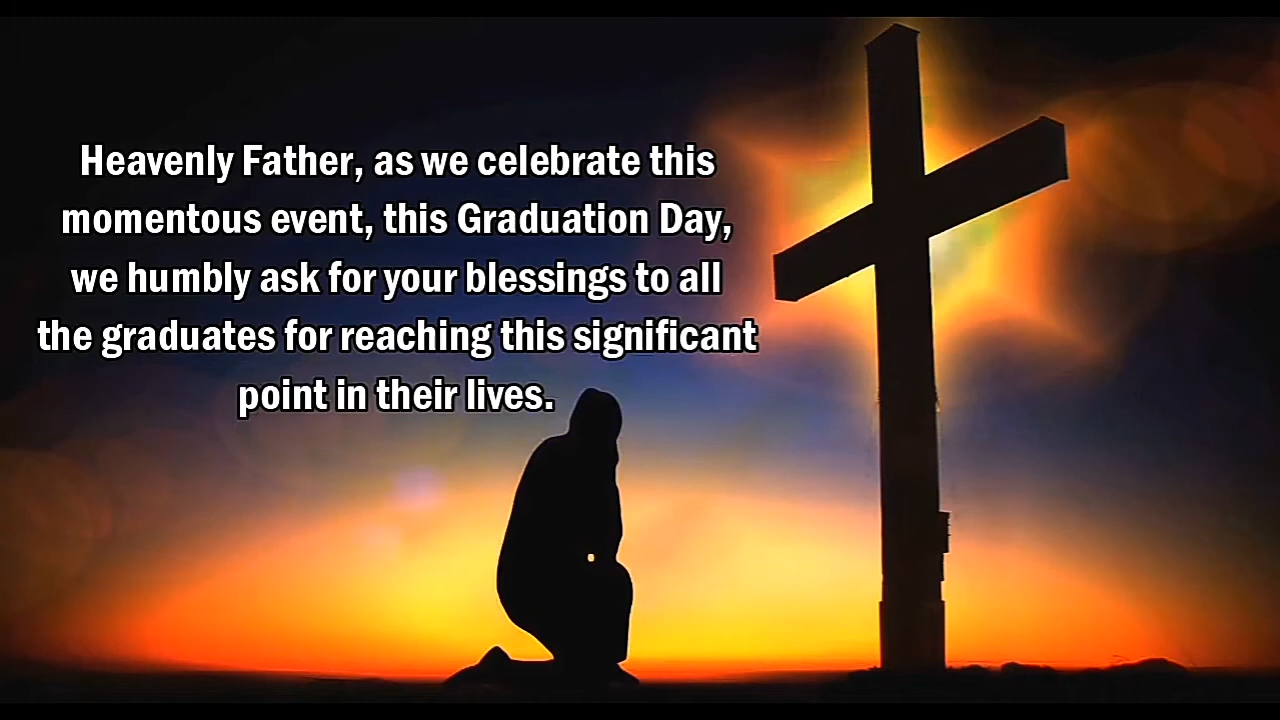 Heavenly Father, as we celebrate this
momentous event, this Graduation Day,
we humbly ask for your blessings to all
the graduates for reaching this significant
point in their lives.